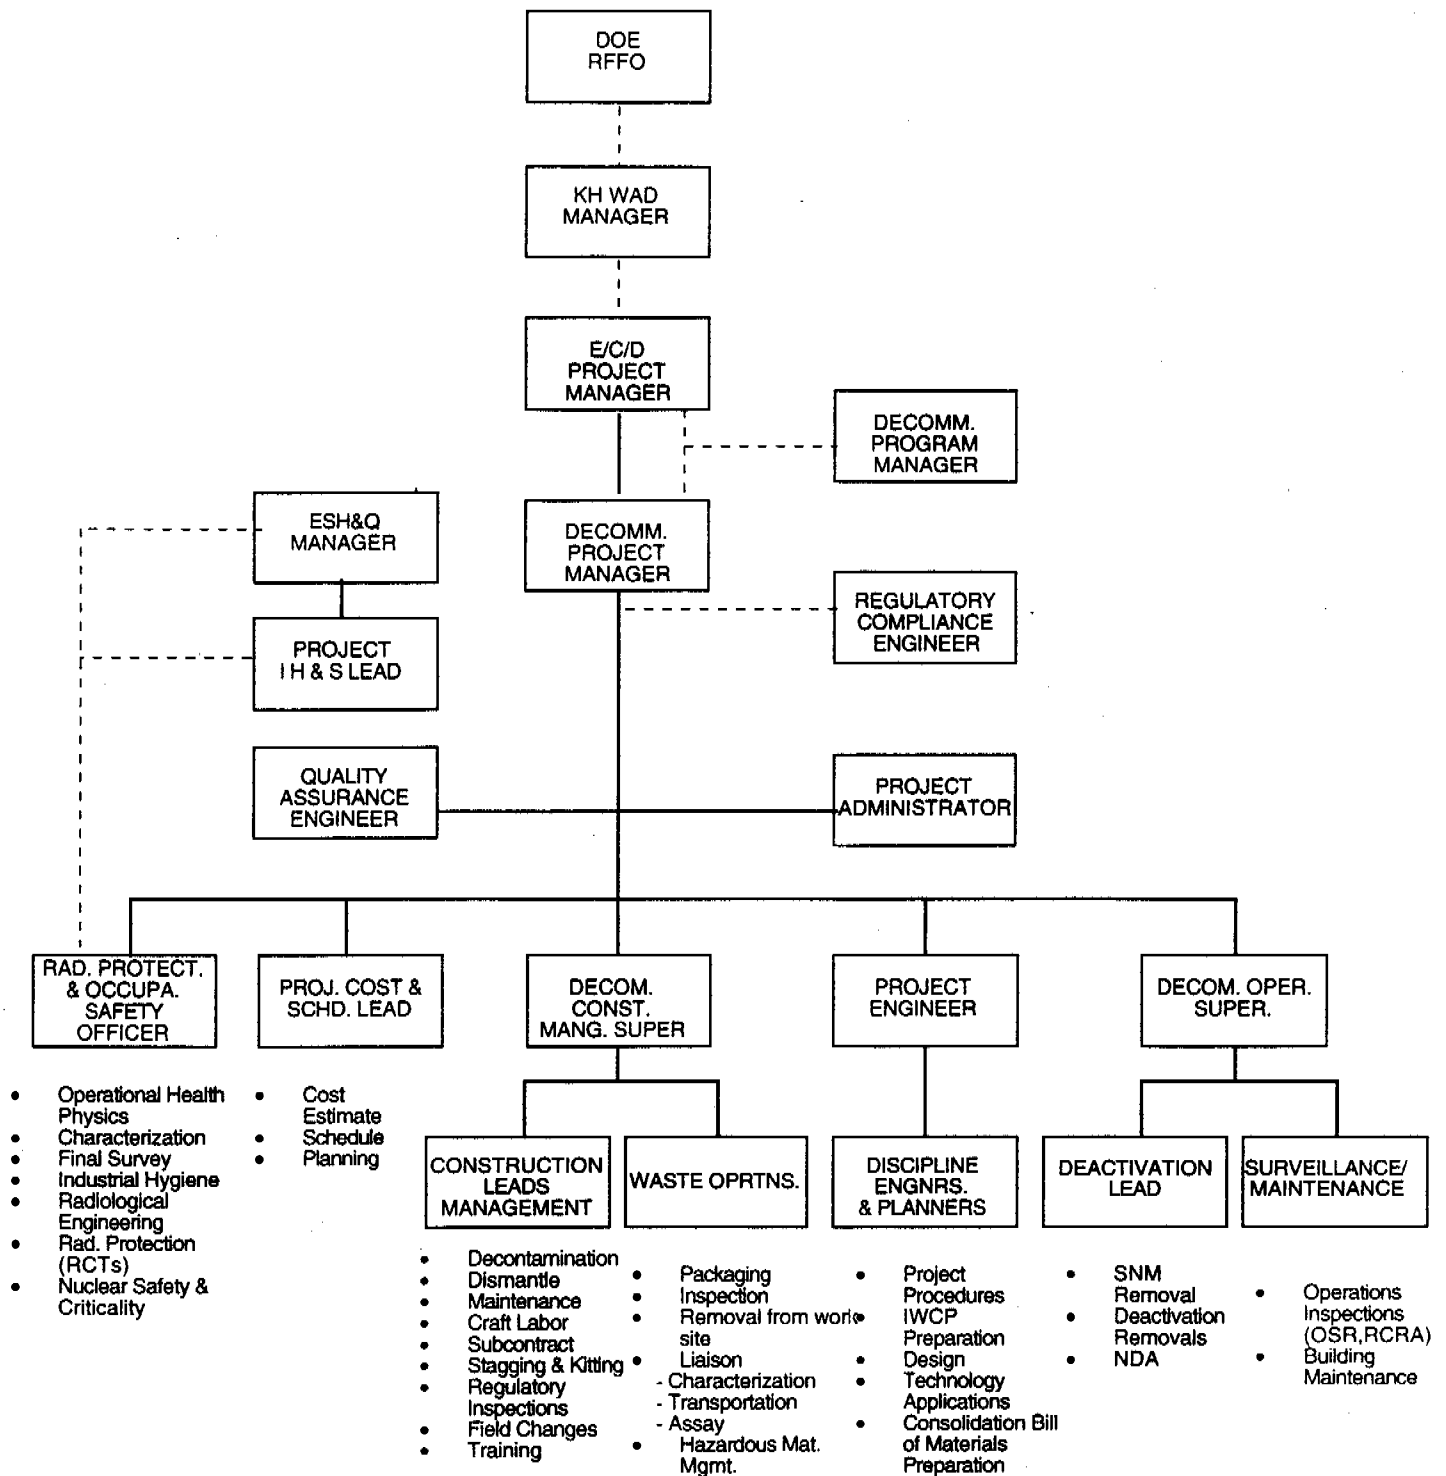 DOE
RFFO
KH WAD
MANAGER
E/C/D
PROJECT
MANAGER
DECOMM.
PROGRAM
MANAGER
ESH&Q
MANAGER
DECOMM.
PROJECT
MANAGER
REGULATORY
COMPLIANCE
ENGINEER
PROJECT
I H & S LEAD
QUALITY
ASSURANCE
ENGINEER
PROJECT
ADMINISTRATOR
RAD. PROTECT.
& OCCUPA.
SAFETY
OFFICER
PROJ. COST &
SCHD. LEAD
DECOM.
CONST.
MANG. SUPER
PROJECT
ENGINEER
DECOM. OPER.
SUPER.
• Operational Health
Physics
• Characterization
• Final Survey
• Industrial Hygiene
• Radiological
Engineering
• Rad. Protection
(RCTs)
• Nuclear Safety &
Criticality
• Cost
Estimate
• Schedule
• Planning
CONSTRUCTION
LEADS
MANAGEMENT
WASTE OPRTNS.
DISCIPLINE
ENGNRS.
& PLANNERS
DEACTIVATION
LEAD
SURVEILLANCE/
MAINTENANCE
• Decontamination
• Dismantle
• Maintenance
• Craft Labor
• Subcontract
• Stagging & Kitting
• Regulatory
Inspections
• Field Changes
• Training
• Packaging
• Inspection
• Removal from work
site
• Liaison
- Characterization
- Transportation
- Assay
• Hazardous Mat.
Mgmt.
• Project
Procedures
• IWCP
Preparation
• Design
• Technology
Applications
• Consolidation Bill
of Materials
Preparation
• SNM
Removal
• Deactivation
Removals
• NDA
• Operations
Inspections
(OSR,RCRA)
• Building
Maintenance